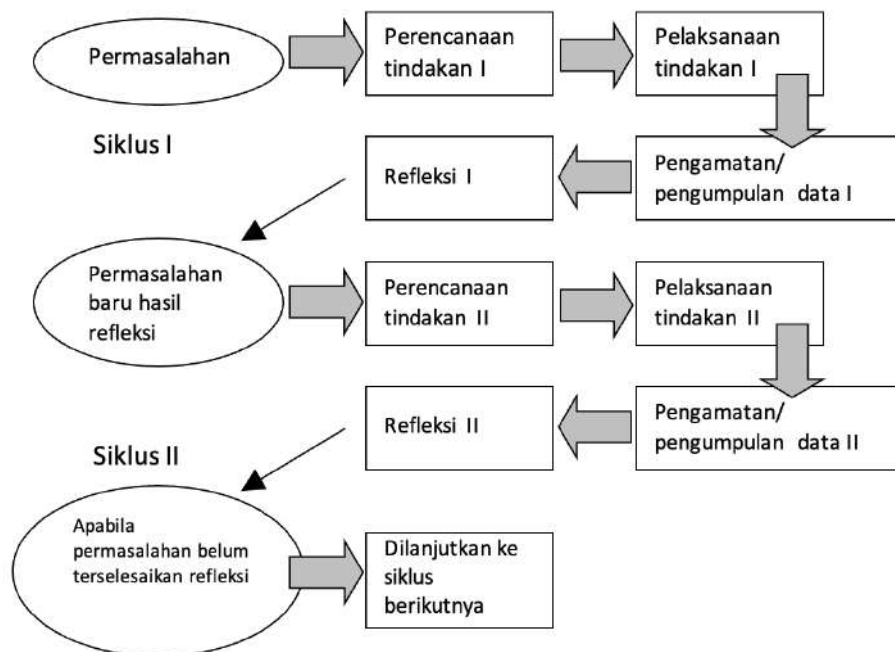 Permasalahan
Perencanaan
tindakan I
Pelaksanaan
tindakan I
Siklus I
Refleksi I
Pengamatan/
pengumpulan data I
Permasalahan
baru hasil
refleksi
Perencanaan
tindakan II
Pelaksanaan
tindakan II
Siklus II
Refleksi II
Pengamatan/
pengumpulan data II
Apabila
permasalahan belum
terselesaikan refleksi
Dilanjutkan ke
siklus
berikutnya